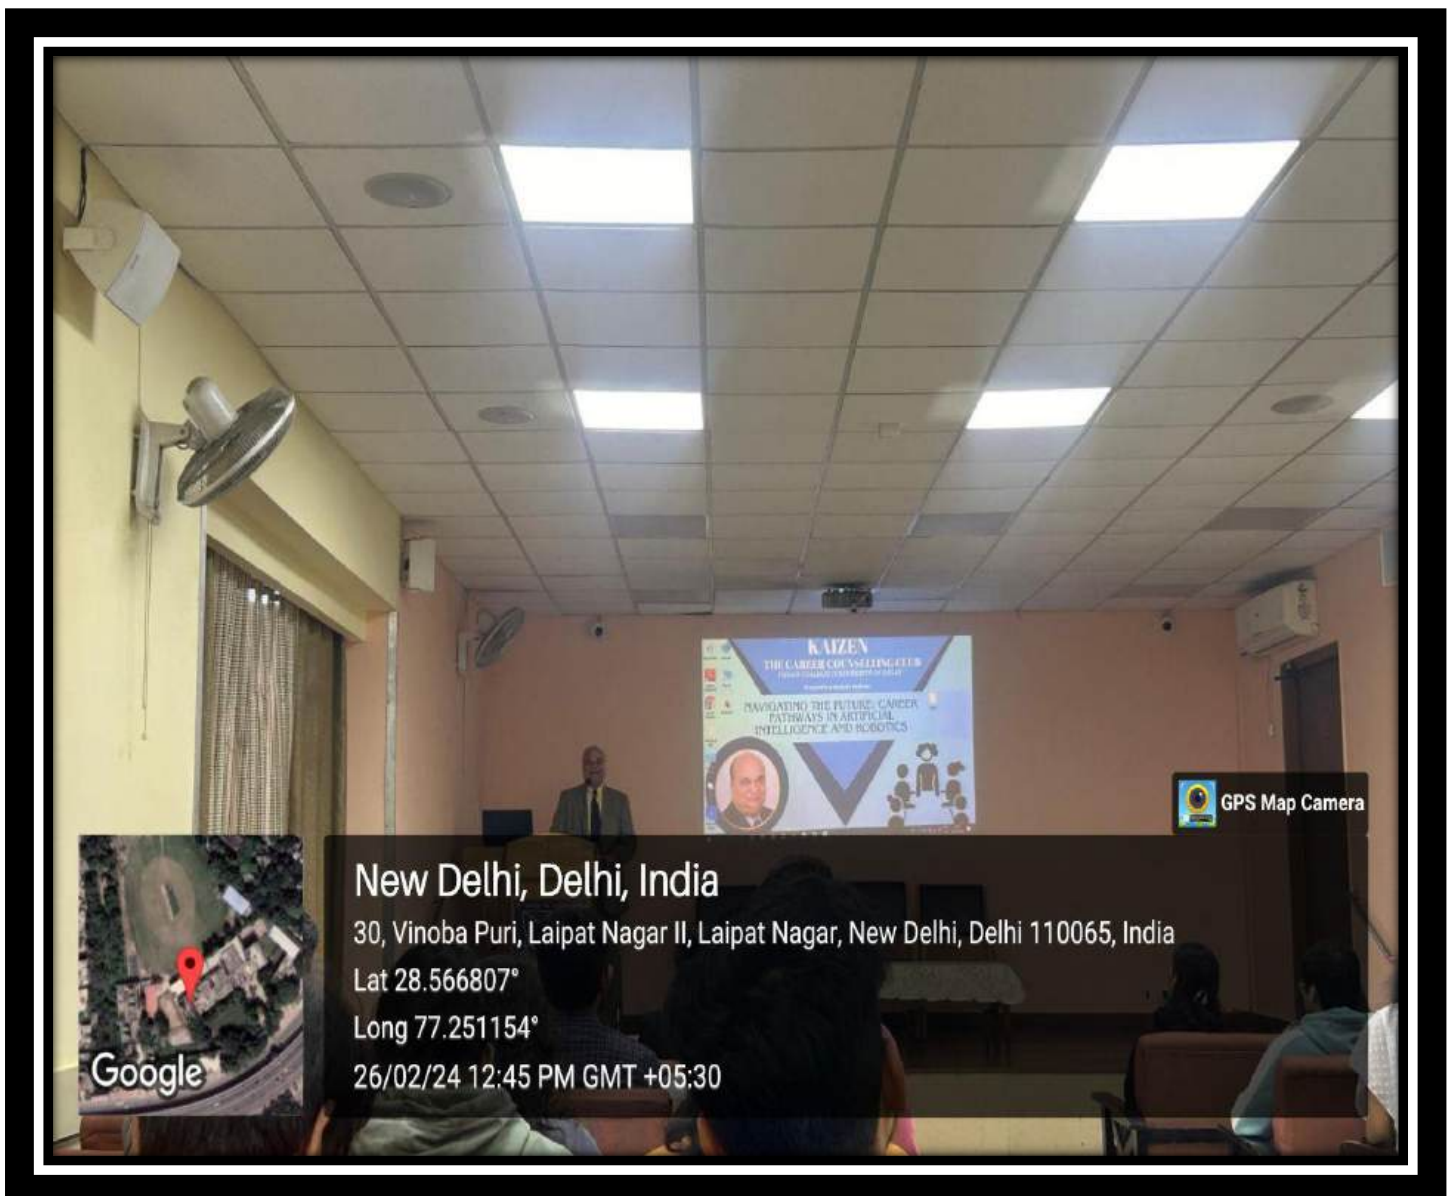 KAIZEN
THE CAREER COUNSELLING CLUB
NAVIGATING THE FUTURE: CAREER
PATHWAYS IN ARTIFICIAL
INTELLIGENCE AND ROBOTICS
GPS Map Camera
New Delhi, Delhi, India
30, Vinoba Puri, Laipat Nagar II, Laipat Nagar, New Delhi, Delhi 110065, India
Lat 28.566807°
Long 77.251154°
26/02/24 12:45 PM GMT +05:30
Google